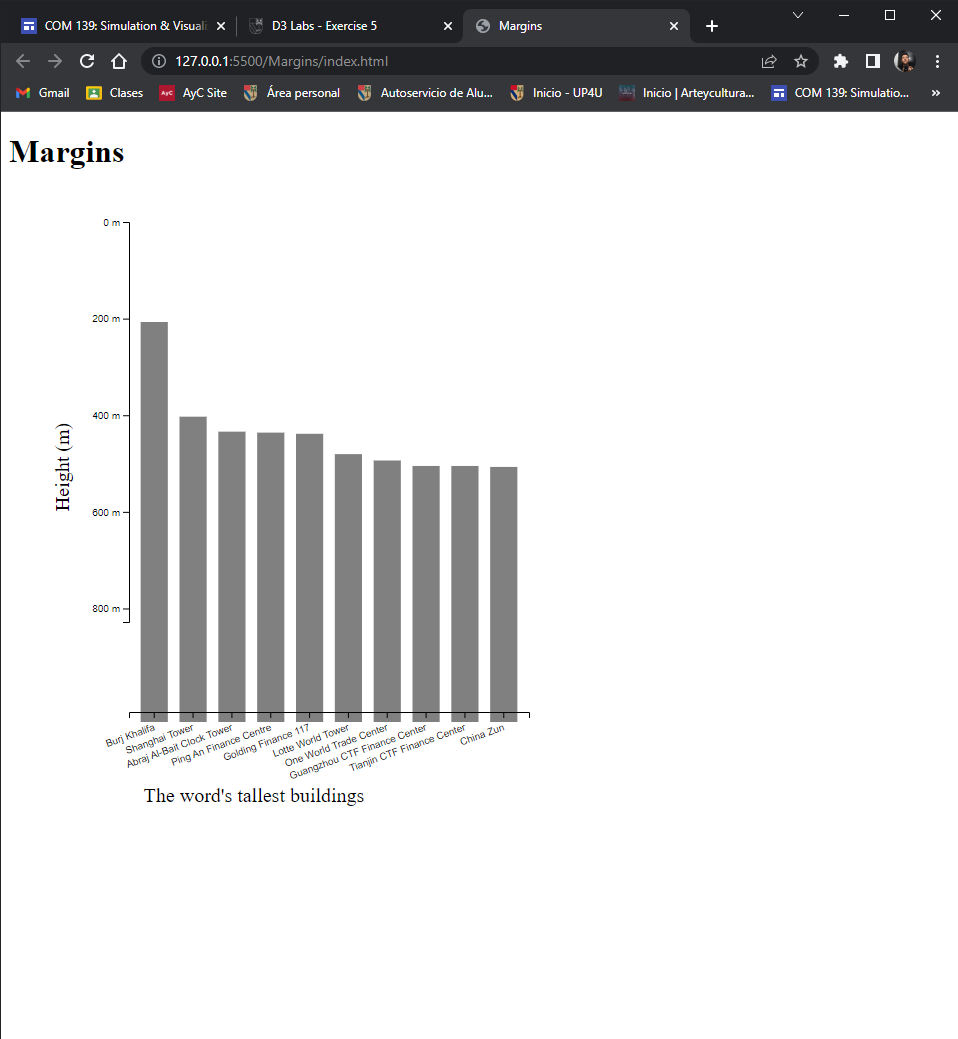 COM 139: Simulation & Visuali
D3 Labs - Exercise 5
Margins
127.0.0.1:5500/Margins/index.html
Gmail
Clases
AyC
AyC Site
Área personal
Autoservicio de Alu...
Inicio - UP4U
Inicio | Arteycultura...
COM 139: Simulatio...
»
Margins
0 m
200 m
400 m
600 m
800 m
Height (m)
Burj Khalifa
Shanghai Tower
Abraj Al-Bait Clock Tower
Ping An Finance Centre
Golding Finance 117
Lotte World Tower
One World Trade Center
Guangzhou CTF Finance Center
Tianjin CTF Finance Center
China Zun
The word's tallest buildings